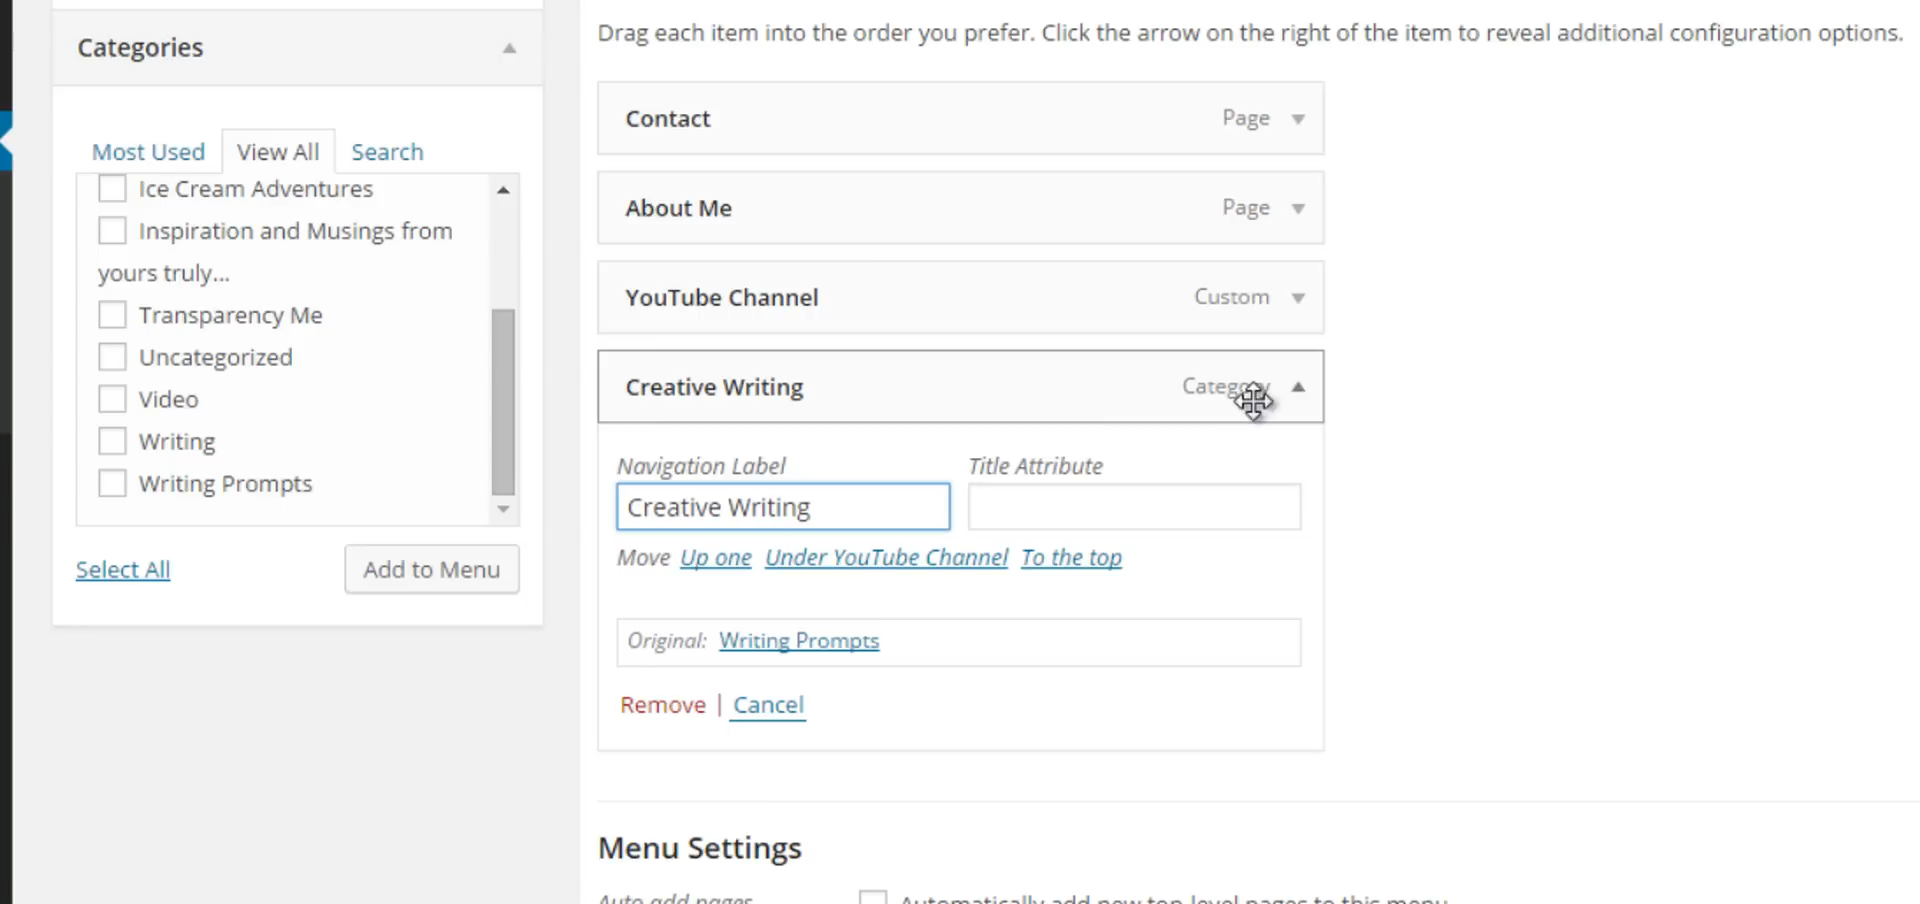 Categories
Most Used View All Search
Ice Cream Adventures
Inspiration and Musings from
yours truly...
Transparency Me
Uncategorized
Video
Writing
Writing Prompts
Select All Add to Menu
Drag each item into the order you prefer. Click the arrow on the right of the item to reveal additional configuration options.
Contact Page
About Me Page
YouTube Channel Custom
Creative Writing Category
Navigation Label Title Attribute
Creative Writing
Move Up one Under YouTube Channel To the top
Original: Writing Prompts
Remove | Cancel
Menu Settings
Auto add pages Automatically add new top-level pages to this menu